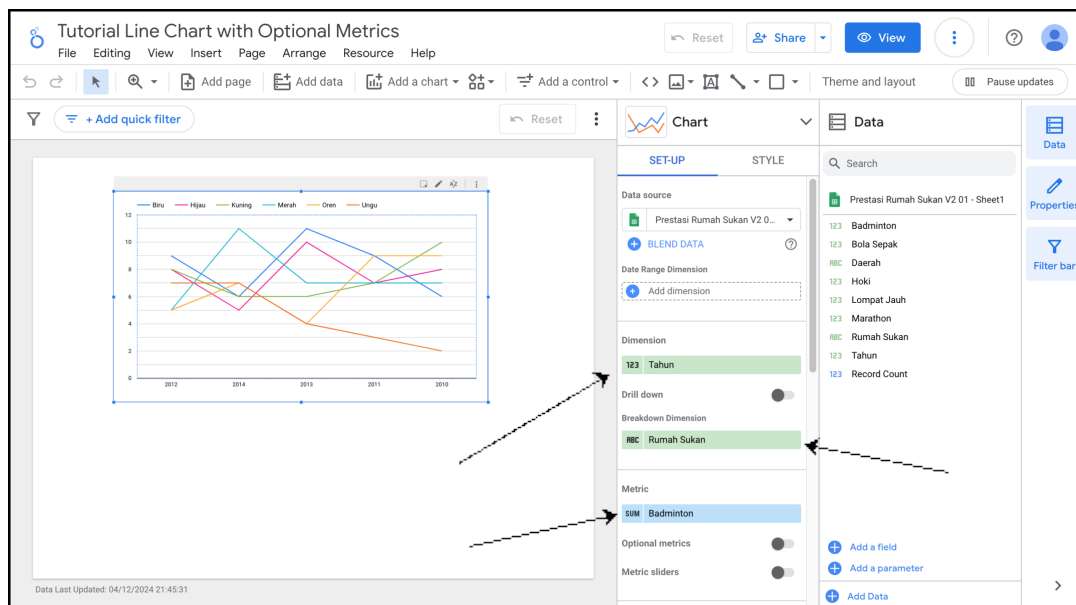 Tutorial Line Chart with Optional Metrics
File Editing View Insert Page Arrange Resource Help
Reset
Share
View
Add page
Add data
Add a chart
Add a control
Theme and layout
Pause updates
+ Add quick filter
Reset
Biru Hijau Kuning Merah Oren Ungu
12
10
8
6
4
2
0
2012 2014 2013 2011 2010
Data Last Updated: 04/12/2024 21:45:31
Chart
SET-UP STYLE
Data source
Prestasi Rumah Sukan V2 0...
BLEND DATA
Date Range Dimension
Add dimension
Dimension
123 Tahun
Drill down
Breakdown Dimension
ABC Rumah Sukan
Metric
SUM Badminton
Optional metrics
Metric sliders
Data
Search
Prestasi Rumah Sukan V2 01 - Sheet1
123 Badminton
123 Bola Sepak
ABC Daerah
123 Hoki
123 Lompat Jauh
123 Marathon
ABC Rumah Sukan
123 Tahun
123 Record Count
Add a field
Add a parameter
Add Data
Data
Properties
Filter bar